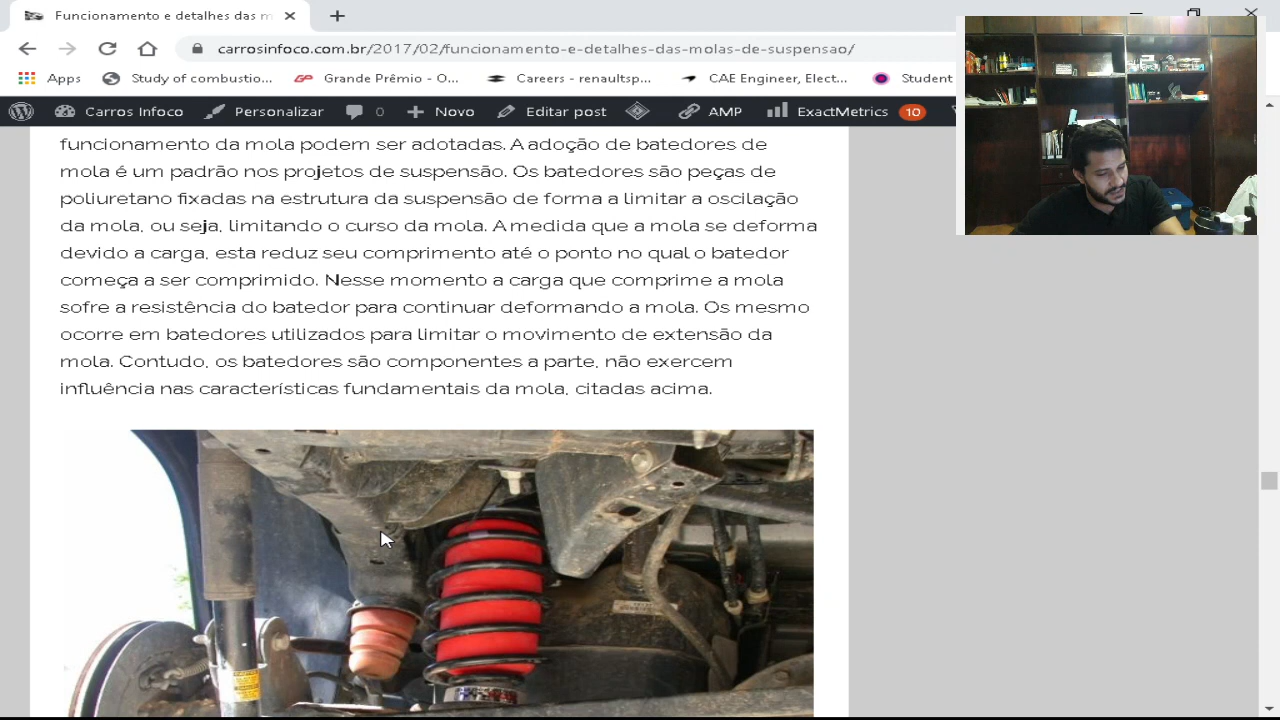 Funcionamento e detalhes das m
carrosinfoco.com.br/2017/02/funcionamento-e-detalhes-das-molas-de-suspensao/
Apps Study of combustio... Grande Prêmio - O... Careers - renaultsp... CAE Engineer, Elect... Student
Carros Infoco Personalizar 0 Novo Editar post AMP ExactMetrics 10
funcionamento da mola podem ser adotadas. A adoção de batedores de
mola é um padrão nos projetos de suspensão. Os batedores são peças de
poliuretano fixadas na estrutura da suspensão de forma a limitar a oscilação
da mola, ou seja, limitando o curso da mola. A medida que a mola se deforma
devido a carga, esta reduz seu comprimento até o ponto no qual o batedor
começa a ser comprimido. Nesse momento a carga que comprime a mola
sofre a resistência do batedor para continuar deformando a mola. Os mesmo
ocorre em batedores utilizados para limitar o movimento de extensão da
mola. Contudo, os batedores são componentes a parte, não exercem
influência nas características fundamentais da mola, citadas acima.